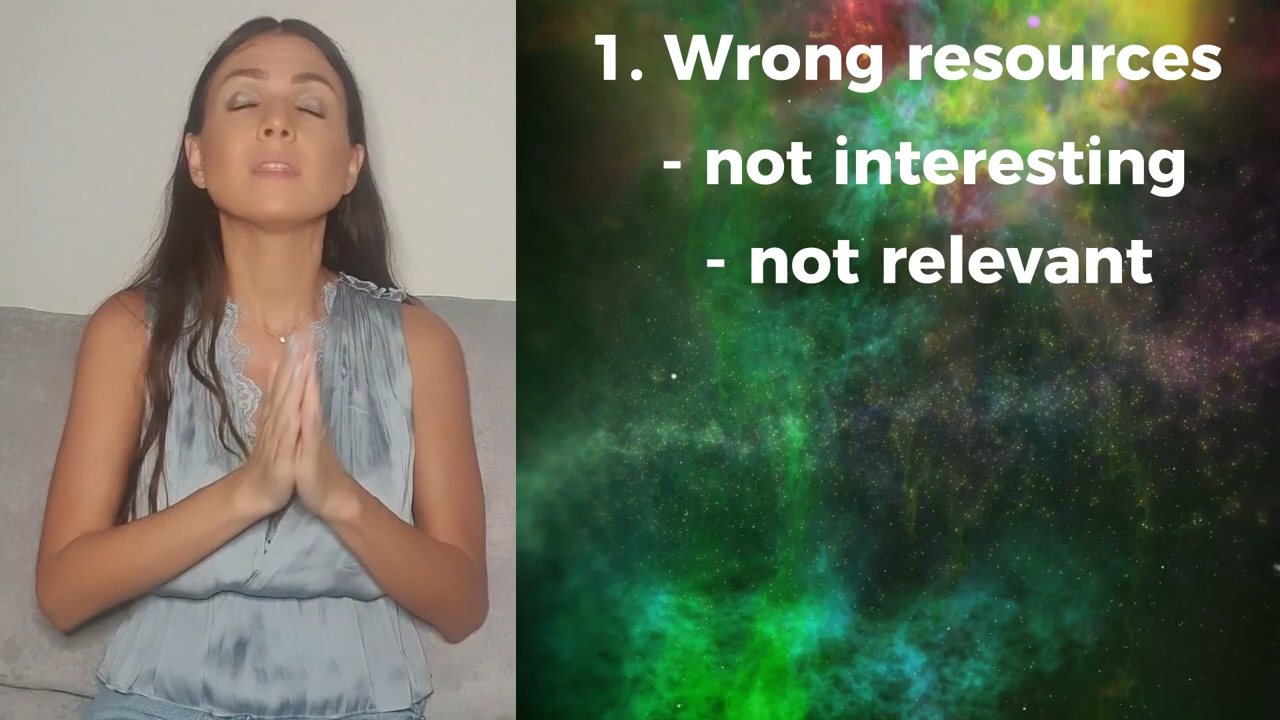 1. Wrong resources
- not interesting
- not relevant